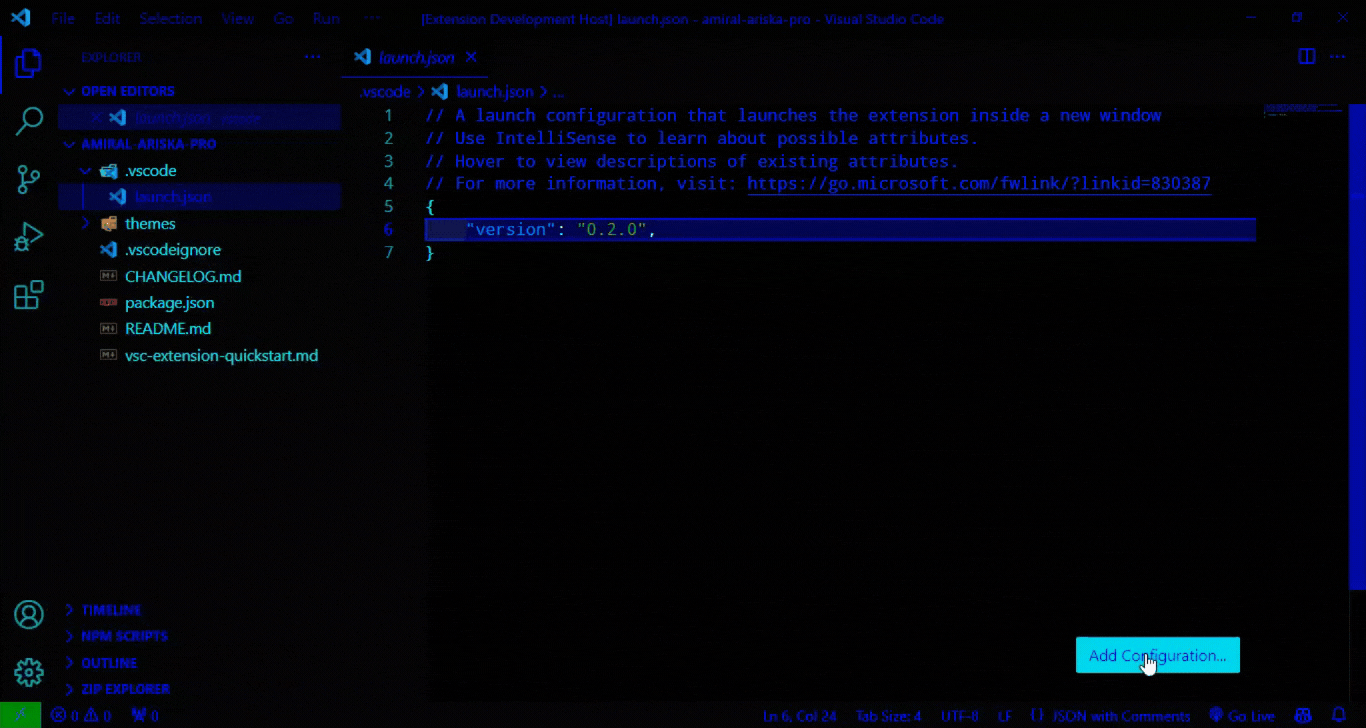 File Edit Selection View Go Run ··· [Extension Development Host] launch.json - amiral-ariska-pro - Visual Studio Code
EXPLORER ···
OPEN EDITORS
launch.json .vscode
AMIRAL-ARISKA-PRO
.vscode
launch.json
themes
.vscodeignore
CHANGELOG.md
package.json
README.md
vsc-extension-quickstart.md
TIMELINE
NPM SCRIPTS
OUTLINE
ZIP EXPLORER
launch.json
.vscode > launch.json > ...
1 // A launch configuration that launches the extension inside a new window
2 // Use IntelliSense to learn about possible attributes.
3 // Hover to view descriptions of existing attributes.
4 // For more information, visit: https://go.microsoft.com/fwlink/?linkid=830387
5 {
6 "version": "0.2.0",
7 }
Add Configuration...
0 0 0 Ln 6, Col 24 Tab Size: 4 UTF-8 LF {} JSON with Comments Go Live